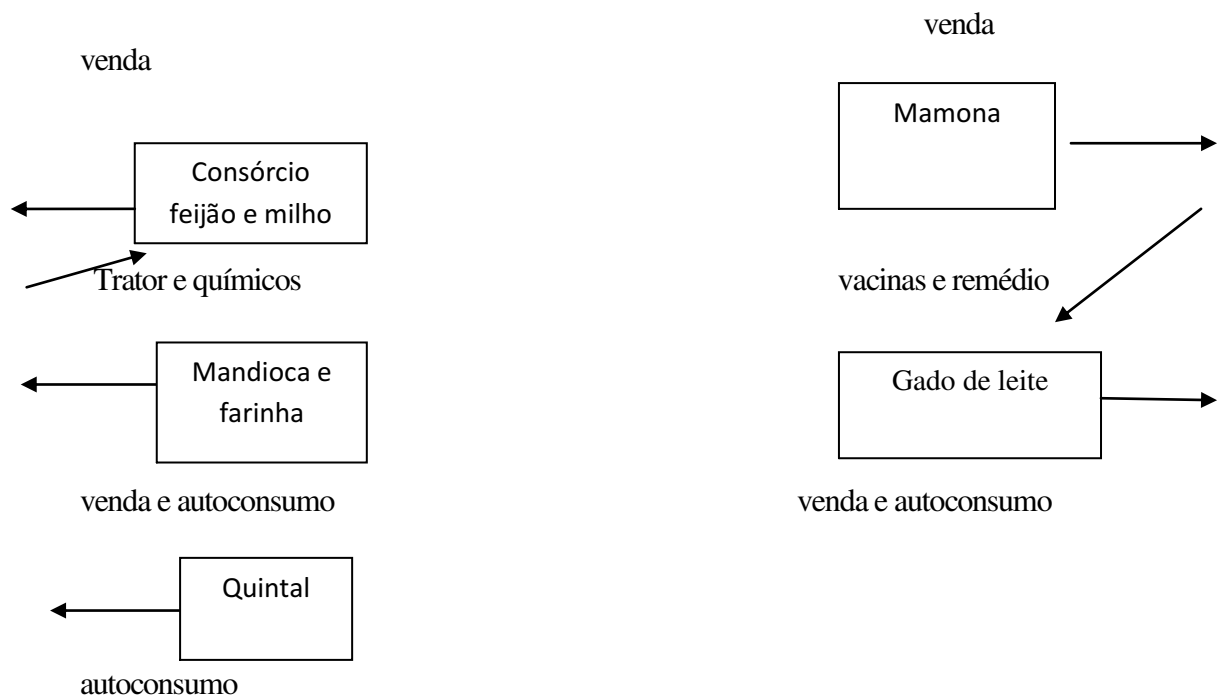 venda
Consórcio
feijão e milho
Trator e químicos
Mandioca e
farinha
venda e autoconsumo
Quintal
autoconsumo
venda
Mamona
vacinas e remédio
Gado de leite
venda e autoconsumo